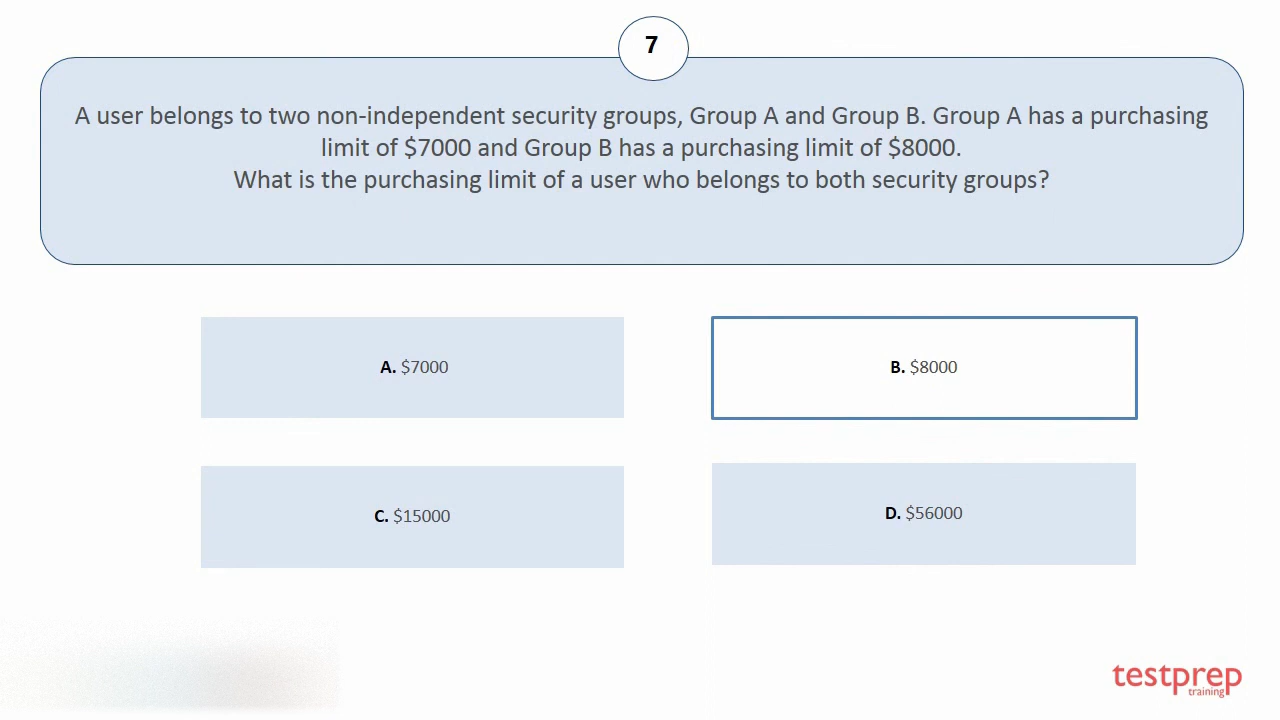 7
A user belongs to two non-independent security groups, Group A and Group B. Group A has a purchasing
limit of $7000 and Group B has a purchasing limit of $8000.
What is the purchasing limit of a user who belongs to both security groups?
A. $7000
B. $8000
C. $15000
D. $56000
testprep
training